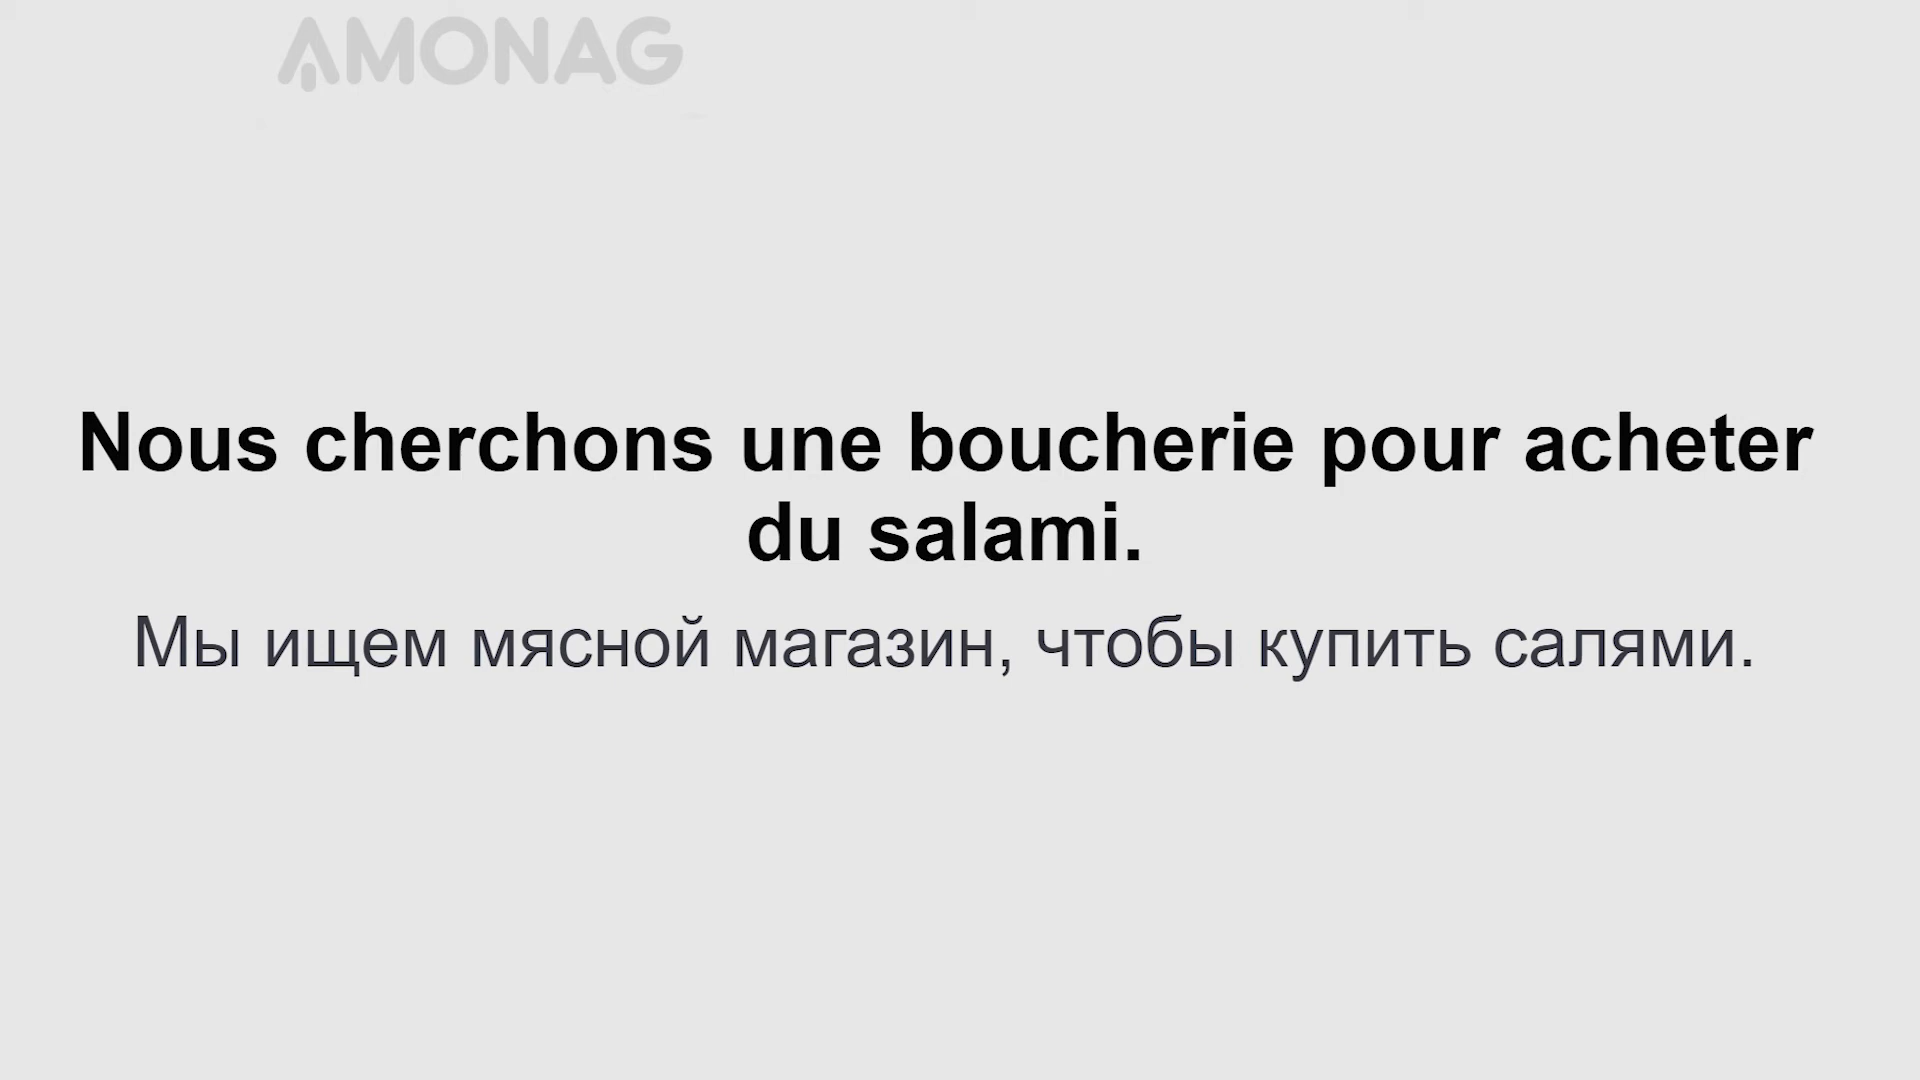 AMONAG
Nous cherchons une boucherie pour acheter
du salami.
Мы ищем мясной магазин, чтобы купить салями.